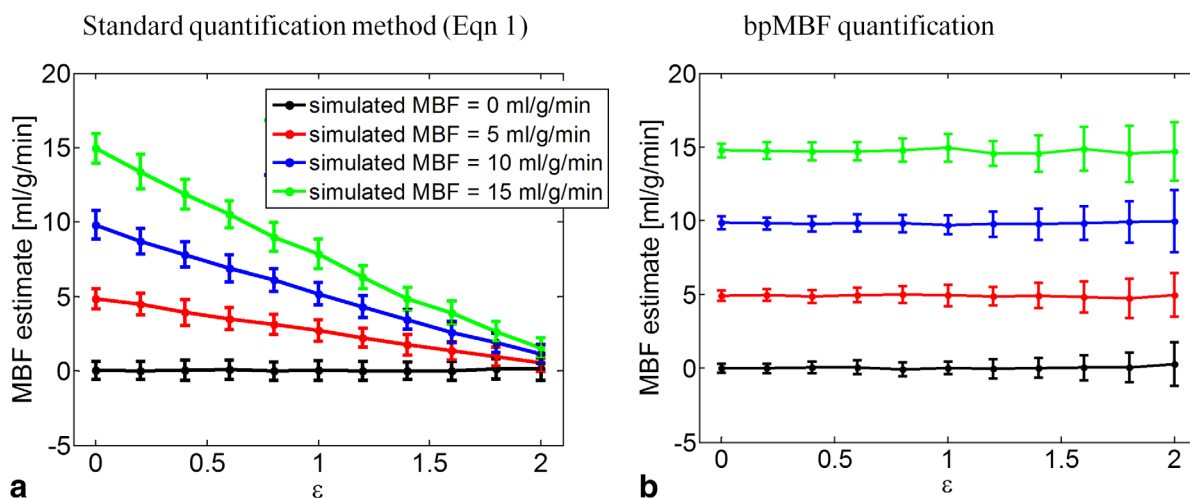 Standard quantification method (Eqn 1)
bpMBF quantification
MBF estimate [ml/g/min]
20
15
10
5
0
-5
simulated MBF = 0 ml/g/min
simulated MBF = 5 ml/g/min
simulated MBF = 10 ml/g/min
simulated MBF = 15 ml/g/min
0 0.5 1 1.5 2
ε
a
MBF estimate [ml/g/min]
20
15
10
5
0
-5
0 0.5 1 1.5 2
ε
b